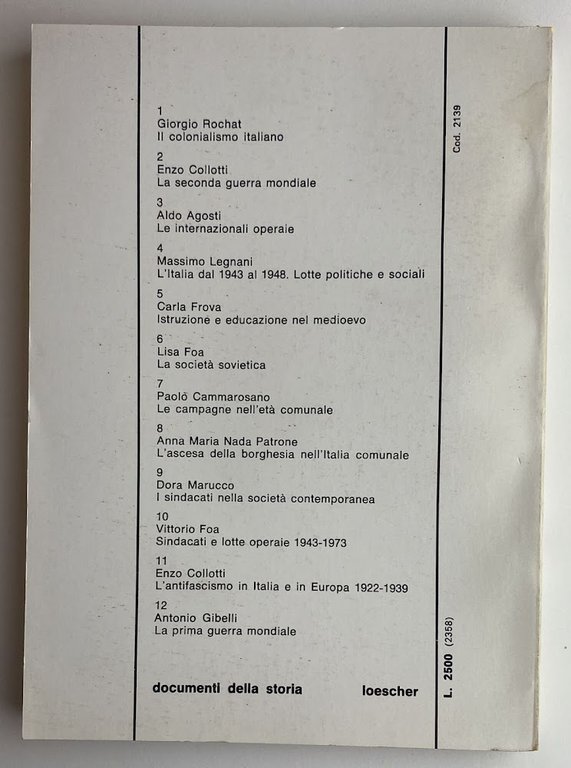 1
Giorgio Rochat
Il colonialismo italiano
2
Enzo Collotti
La seconda guerra mondiale
3
Aldo Agosti
Le internazionali operaie
4
Massimo Legnani
L'Italia dal 1943 al 1948. Lotte politiche e sociali
5
Carla Frova
Istruzione e educazione nel medioevo
6
Lisa Foa
La società sovietica
7
Paolo Cammarosano
Le campagne nell'età comunale
8
Anna Maria Nada Patrone
L'ascesa della borghesia nell'Italia comunale
9
Dora Marucco
I sindacati nella società contemporanea
10
Vittorio Foa
Sindacati e lotte operaie 1943-1973
11
Enzo Collotti
L'antifascismo in Italia e in Europa 1922-1939
12
Antonio Gibelli
La prima guerra mondiale
documenti della storia loescher
Cod. 2139
L. 2500 (2358)